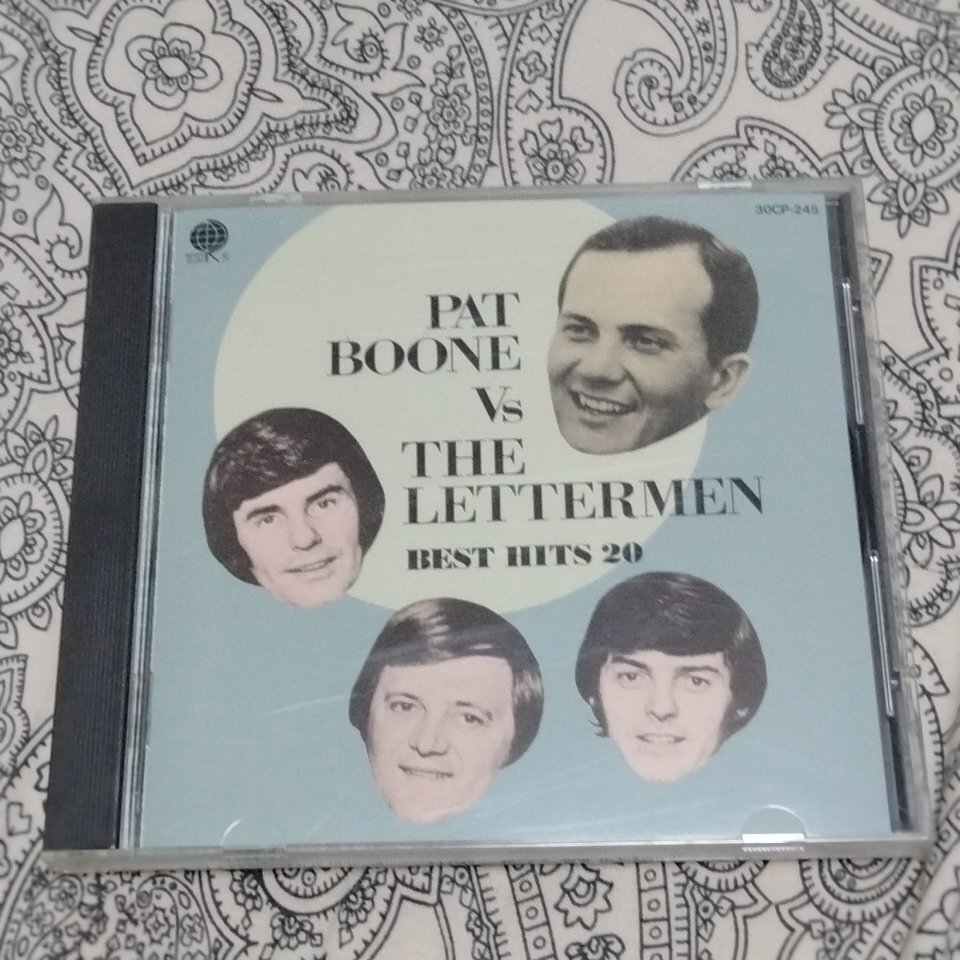 30CP-245
PAT
BOONE
Vs
THE
LETTERMEN
BEST HITS 20